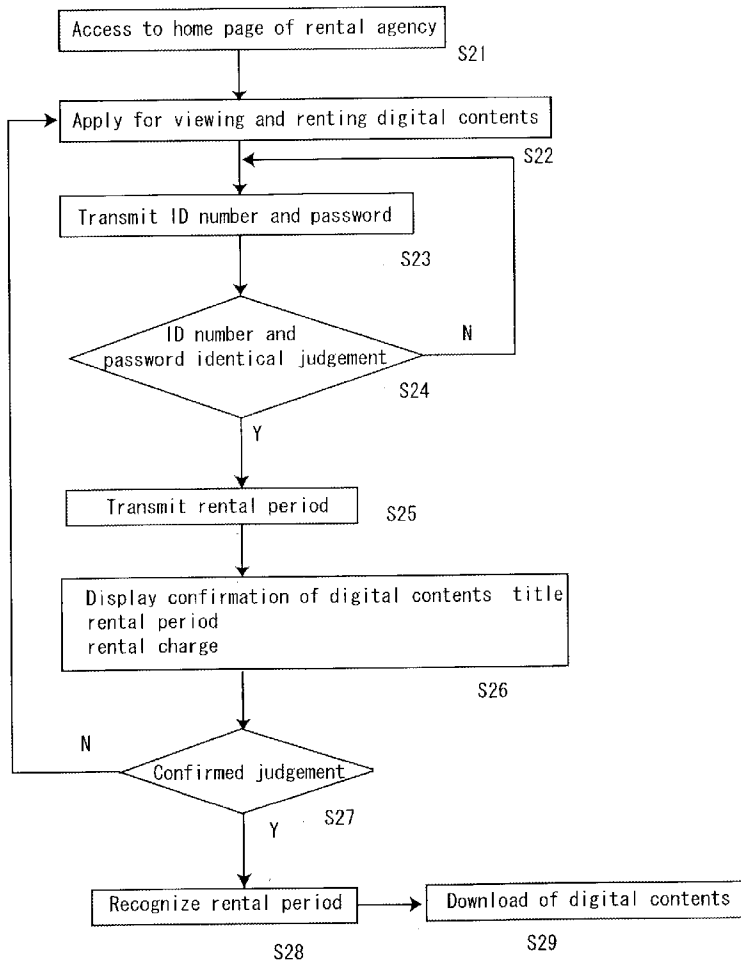 Access to home page of rental agency
S21
Apply for viewing and renting digital contents
S22
Transmit ID number and password
S23
ID number and
password identical judgement
N
S24
Y
Transmit rental period
S25
Display confirmation of digital contents title
rental period
rental charge
S26
N
Confirmed judgement
S27
Y
Recognize rental period
Download of digital contents
S28
S29